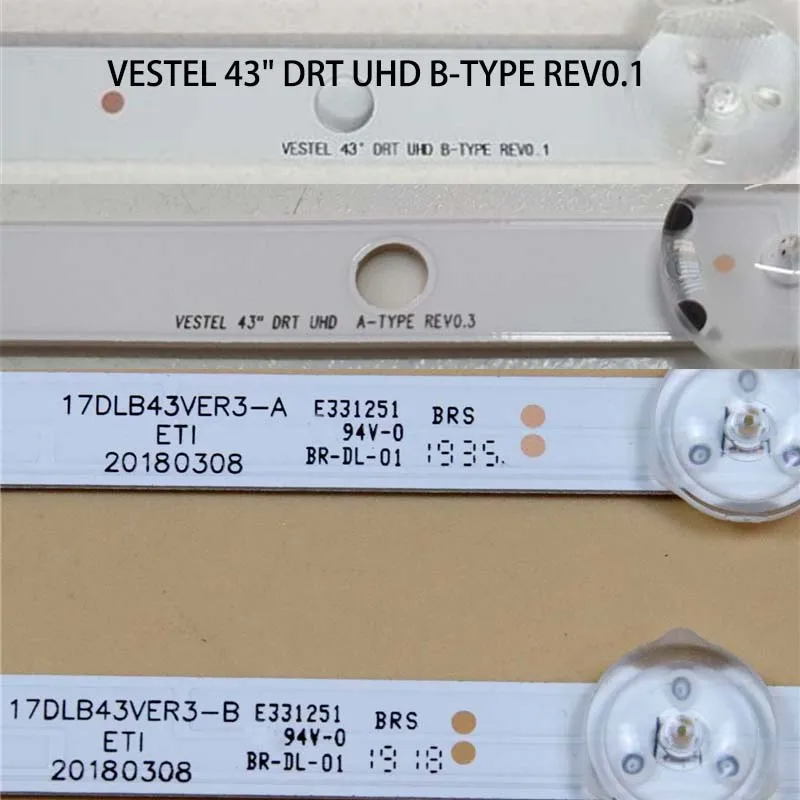 VESTEL 43" DRT UHD B-TYPE REV0.1
VESTEL 43" DRT UHD B-TYPE REV0.1
VESTEL 43" DRT UHD A-TYPE REV0.3
17DLB43VER3-A E331251 BRS
ETI 94V-0
20180308 BR-DL-01 1935.
17DLB43VER3-B E331251 BRS
ETI 94V-0
20180308 BR-DL-01 1918